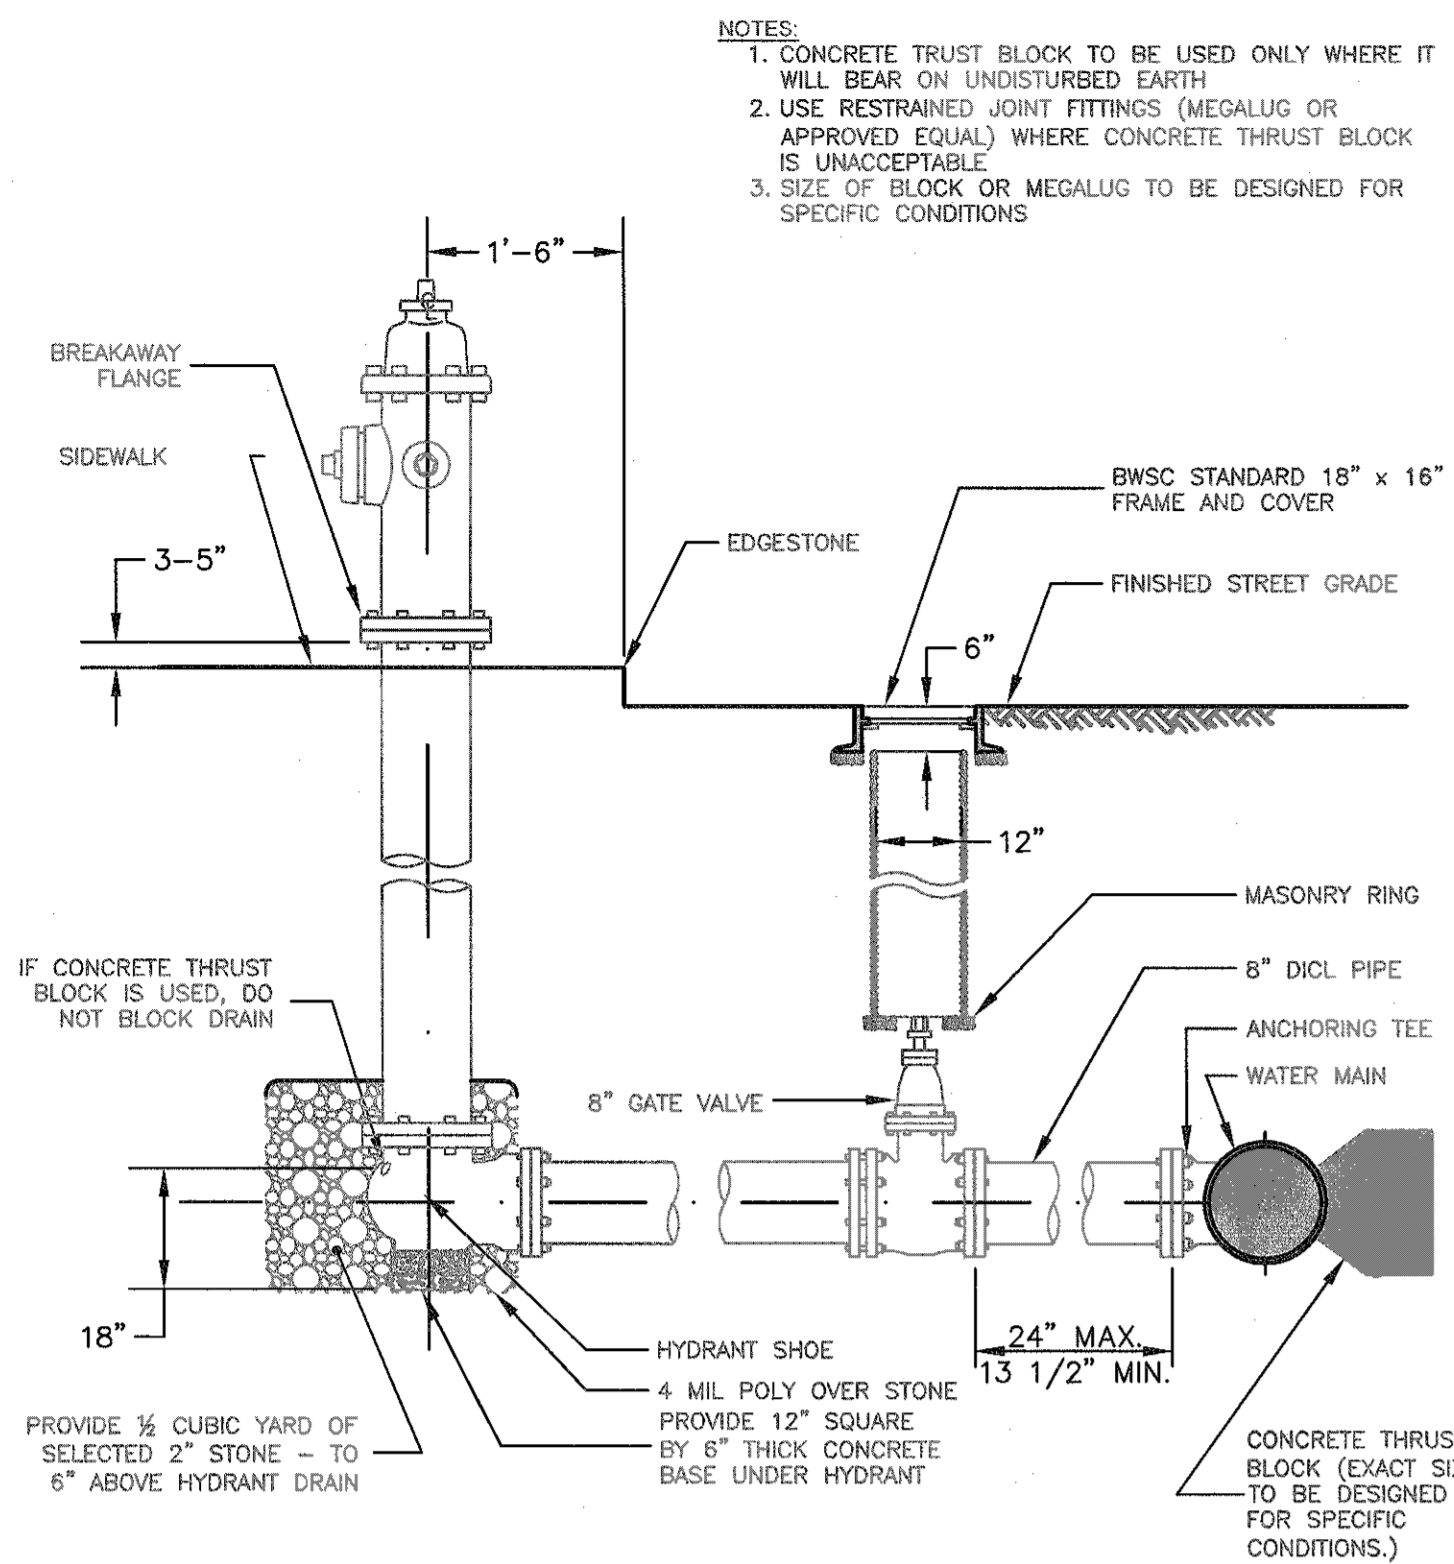 NOTES:
1. CONCRETE TRUST BLOCK TO BE USED ONLY WHERE IT
WILL BEAR ON UNDISTURBED EARTH
2. USE RESTRAINED JOINT FITTINGS (MEGALUG OR
APPROVED EQUAL) WHERE CONCRETE THRUST BLOCK
IS UNACCEPTABLE
3. SIZE OF BLOCK OR MEGALUG TO BE DESIGNED FOR
SPECIFIC CONDITIONS
1'-6"
BREAKAWAY
FLANGE
SIDEWALK
3-5"
EDGESTONE
BWSC STANDARD 18" x 16"
FRAME AND COVER
FINISHED STREET GRADE
6"
12"
MASONRY RING
8" DICL PIPE
ANCHORING TEE
WATER MAIN
IF CONCRETE THRUST
BLOCK IS USED, DO
NOT BLOCK DRAIN
8" GATE VALVE
18"
24" MAX.
13 1/2" MIN.
HYDRANT SHOE
4 MIL POLY OVER STONE
PROVIDE 12" SQUARE
BY 6" THICK CONCRETE
BASE UNDER HYDRANT
PROVIDE ½ CUBIC YARD OF
SELECTED 2" STONE - TO
6" ABOVE HYDRANT DRAIN
CONCRETE THRUS
BLOCK (EXACT SI
TO BE DESIGNED
FOR SPECIFIC
CONDITIONS.)